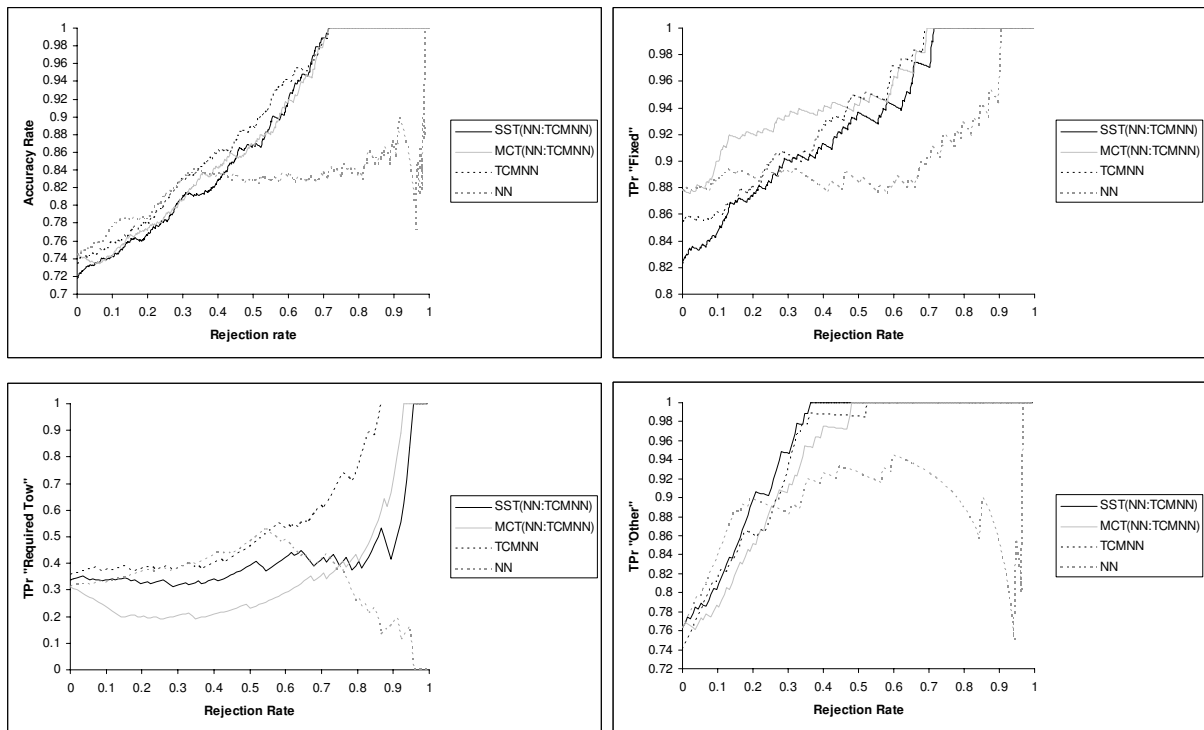 Accuracy Rate
1
0.98
0.96
0.94
0.92
0.9
0.88
0.86
0.84
0.82
0.8
0.78
0.76
0.74
0.72
0.7
0 0.1 0.2 0.3 0.4 0.5 0.6 0.7 0.8 0.9 1
Rejection rate
SST(NN:TCMNN)
MCT(NN:TCMNN)
TCMNN
NN
TPr "Fixed"
1
0.98
0.96
0.94
0.92
0.9
0.88
0.86
0.84
0.82
0.8
0 0.1 0.2 0.3 0.4 0.5 0.6 0.7 0.8 0.9 1
Rejection Rate
SST(NN:TCMNN)
MCT(NN:TCMNN)
TCMNN
NN
TPr "Required Tow"
1
0.9
0.8
0.7
0.6
0.5
0.4
0.3
0.2
0.1
0
0 0.1 0.2 0.3 0.4 0.5 0.6 0.7 0.8 0.9 1
Rejection Rate
SST(NN:TCMNN)
MCT(NN:TCMNN)
TCMNN
NN
TPr "Other"
1
0.98
0.96
0.94
0.92
0.9
0.88
0.86
0.84
0.82
0.8
0.78
0.76
0.74
0.72
0 0.1 0.2 0.3 0.4 0.5 0.6 0.7 0.8 0.9 1
Rejection Rate
SST(NN:TCMNN)
MCT(NN:TCMNN)
TCMNN
NN